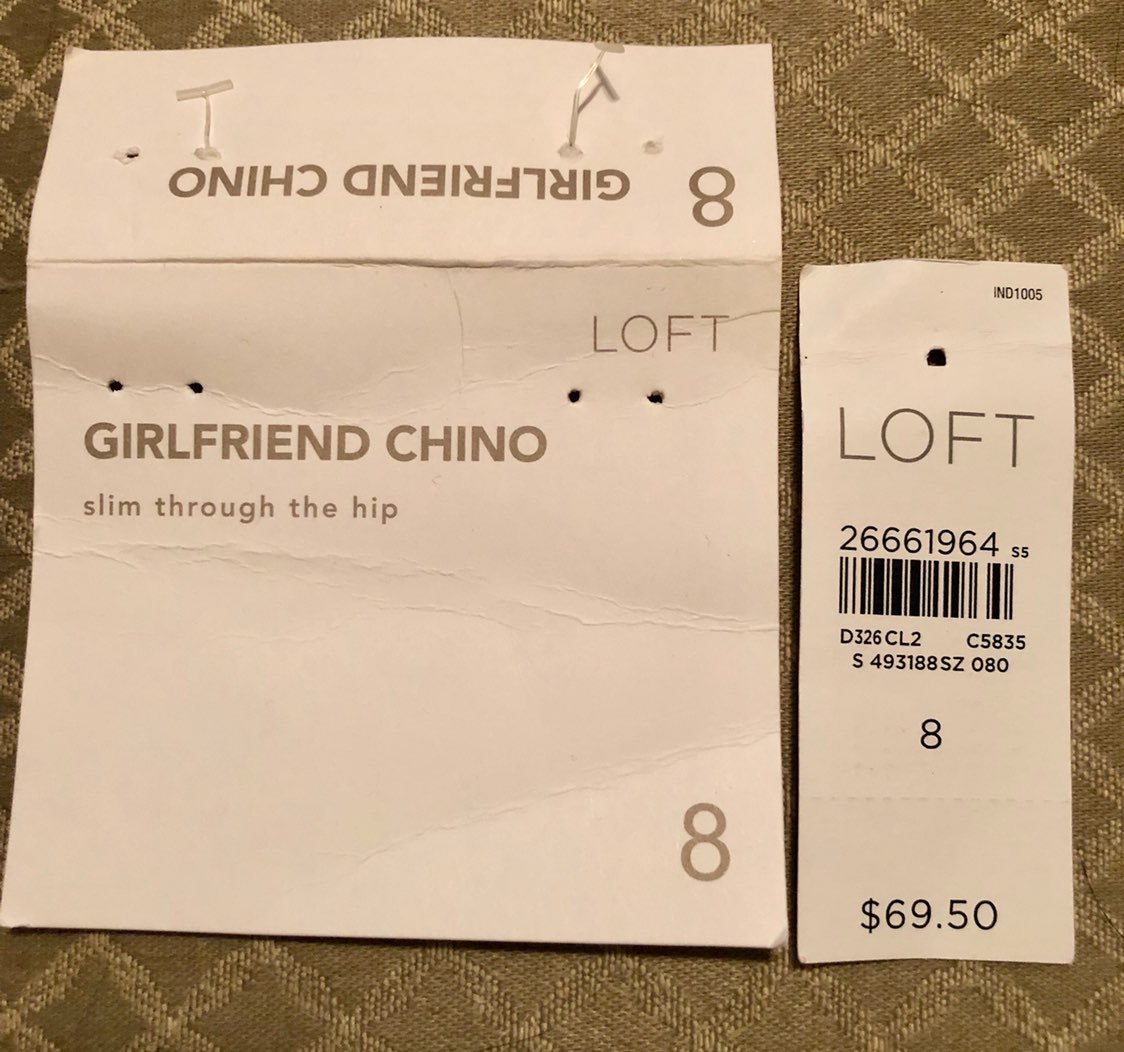 GIRLFRIEND CHINO 8
LOFT
GIRLFRIEND CHINO
slim through the hip
8
IND1005
LOFT
26661964 S5
D326 CL2 C5835
S 493188 SZ 080
8
$69.50